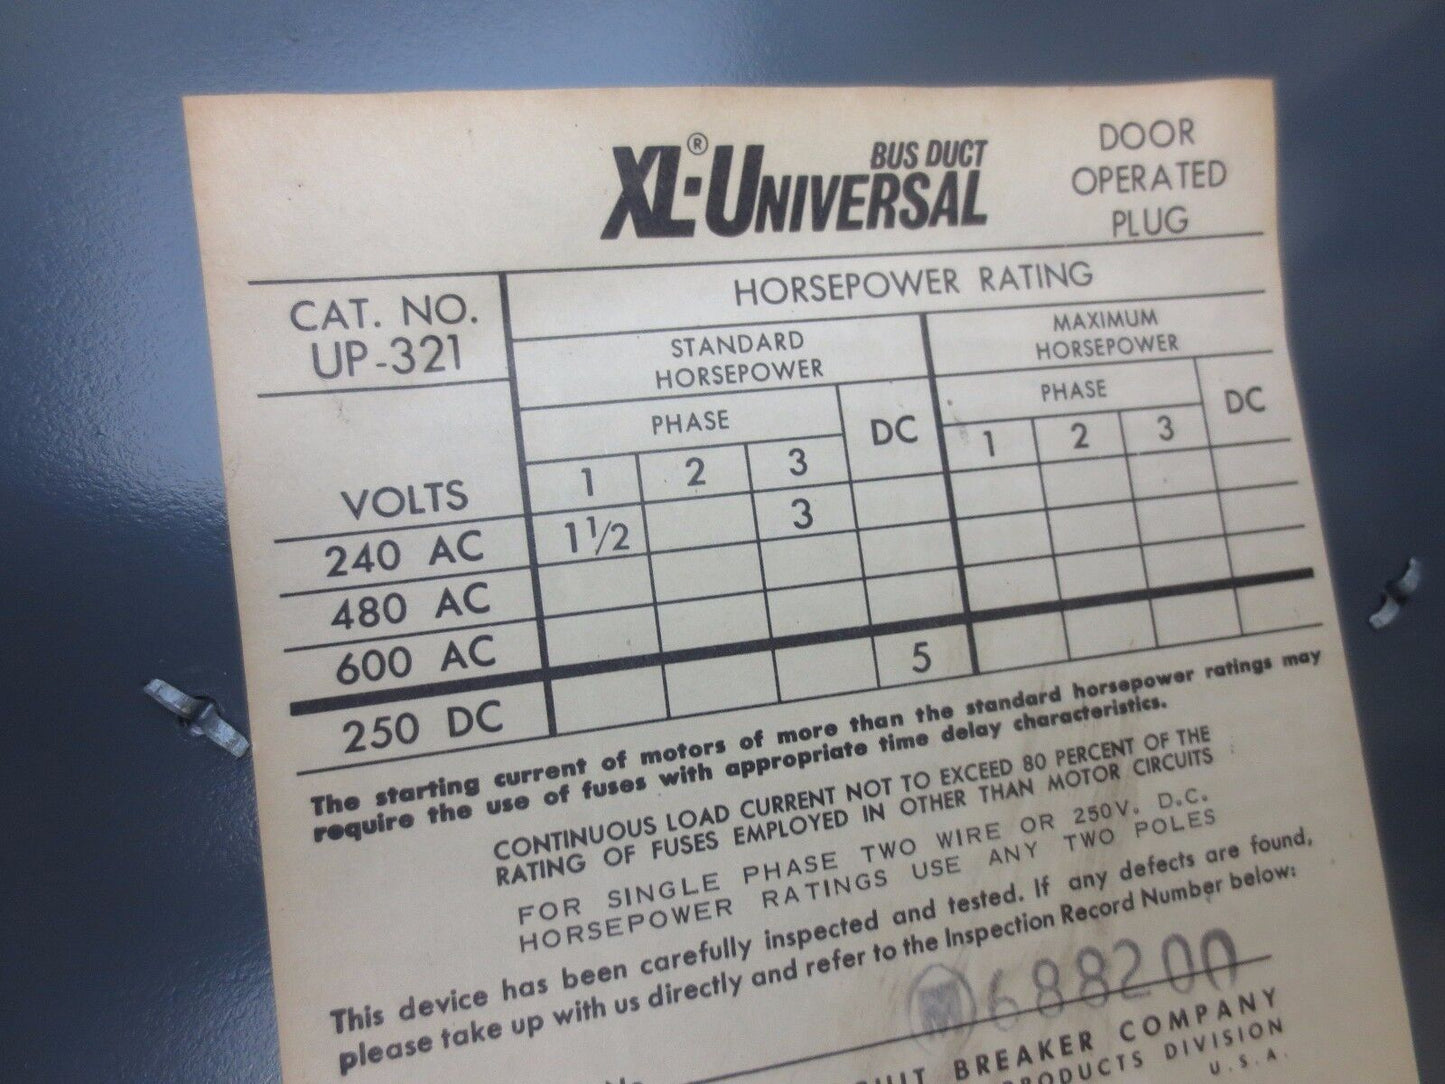 XL®-UNIVERSAL BUS DUCT
DOOR
OPERATED
PLUG
CAT. NO.
UP-321
HORSEPOWER RATING
STANDARD
HORSEPOWER
MAXIMUM
HORSEPOWER
PHASE
DC
PHASE
DC
VOLTS
1 2 3
1 2 3
240 AC 1½ 3
480 AC
600 AC
250 DC 5
The starting current of motors of more than the standard horsepower ratings may
require the use of fuses with appropriate time delay characteristics.
CONTINUOUS LOAD CURRENT NOT TO EXCEED 80 PERCENT OF THE
RATING OF FUSES EMPLOYED IN OTHER THAN MOTOR CIRCUITS
FOR SINGLE PHASE TWO WIRE OR 250V. D.C.
HORSEPOWER RATINGS USE ANY TWO POLES
This device has been carefully inspected and tested. If any defects are found,
please take up with us directly and refer to the Inspection Record Number below:
688200
BREAKER COMPANY
PRODUCTS DIVISION
U.S.A.